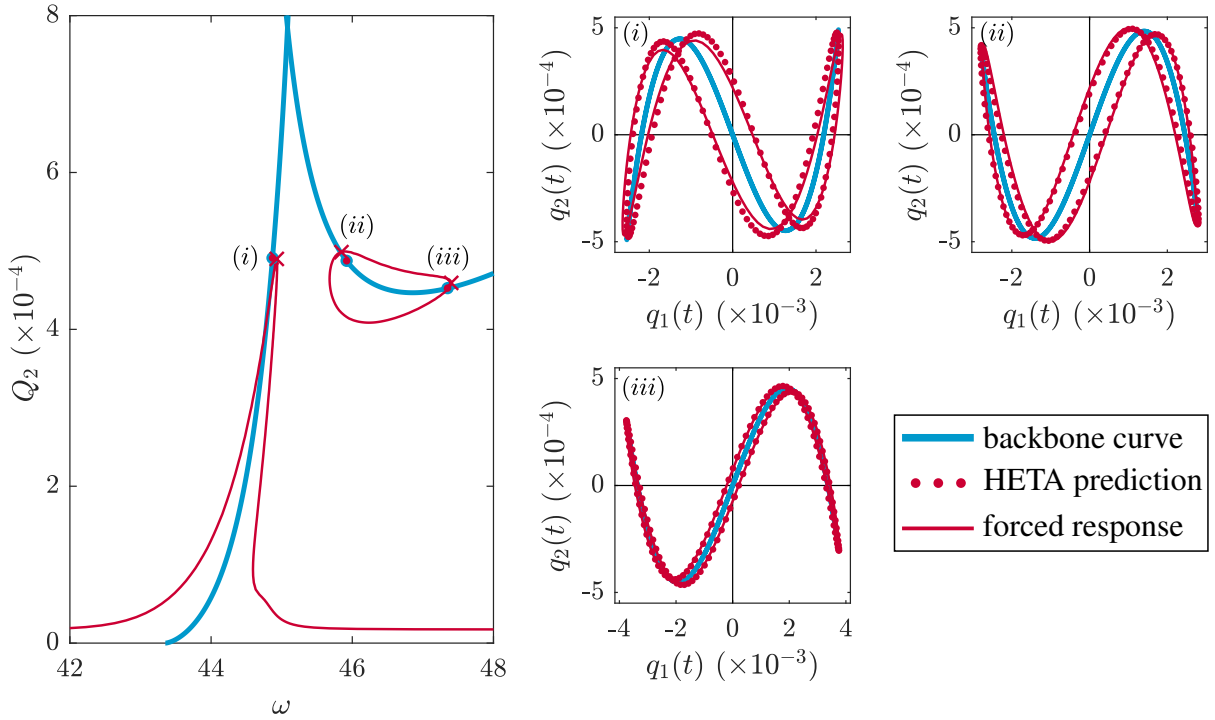 8
6
4
2
0
Q₂ (×10⁻⁴)
42
44
46
48
ω
(i)
(ii)
(iii)
(i)
5
0
-5
q₂(t) (×10⁻⁴)
-2
0
2
q₁(t) (×10⁻³)
(ii)
5
0
-5
q₂(t) (×10⁻⁴)
-2
0
2
q₁(t) (×10⁻³)
(iii)
5
0
-5
q₂(t) (×10⁻⁴)
-4
-2
0
2
4
q₁(t) (×10⁻³)
backbone curve
HETA prediction
forced response